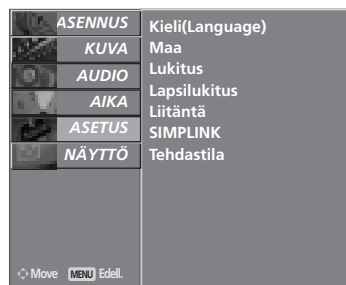 ASENNUS
KUVA
AUDIO
AIKA
ASETUS
NÄYTTÖ
Kieli(Language)
Maa
Lukitus
Lapsilukitus
Liitäntä
SIMPLINK
Tehdastila
Move MENU Edell.